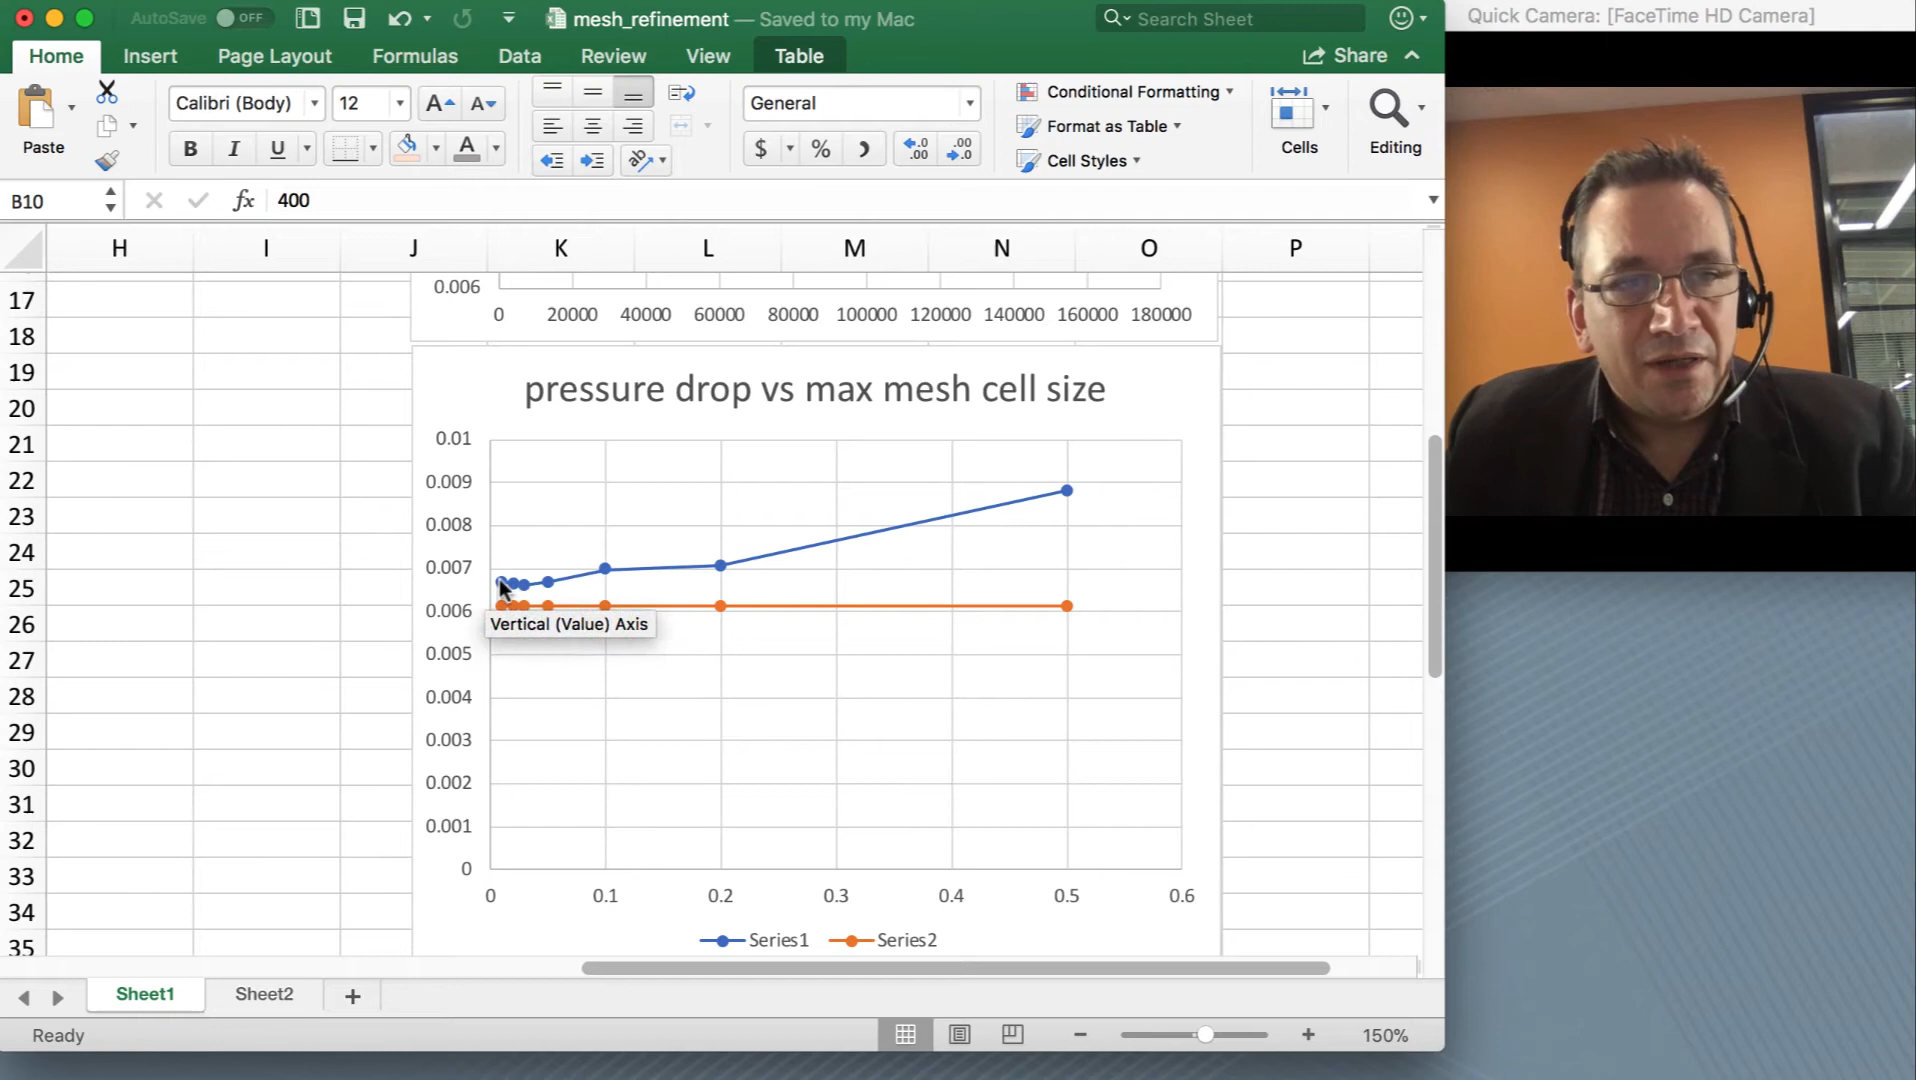 AutoSave OFF mesh_refinement — Saved to my Mac Search Sheet
Quick Camera: [FaceTime HD Camera]
Home Insert Page Layout Formulas Data Review View Table Share
Paste
Calibri (Body) 12
B I U
General
$ % 
Conditional Formatting
Format as Table
Cell Styles
Cells
Editing
B10 fx 400
H I J K L M N O P
17
18
19
20
21
22
23
24
25
26
27
28
29
30
31
32
33
34
35
0.006
0 20000 40000 60000 80000 100000 120000 140000 160000 180000
pressure drop vs max mesh cell size
0.01
0.009
0.008
0.007
0.006
0.005
0.004
0.003
0.002
0.001
0
Vertical (Value) Axis
0 0.1 0.2 0.3 0.4 0.5 0.6
Series1 Series2
Sheet1 Sheet2
Ready 150%